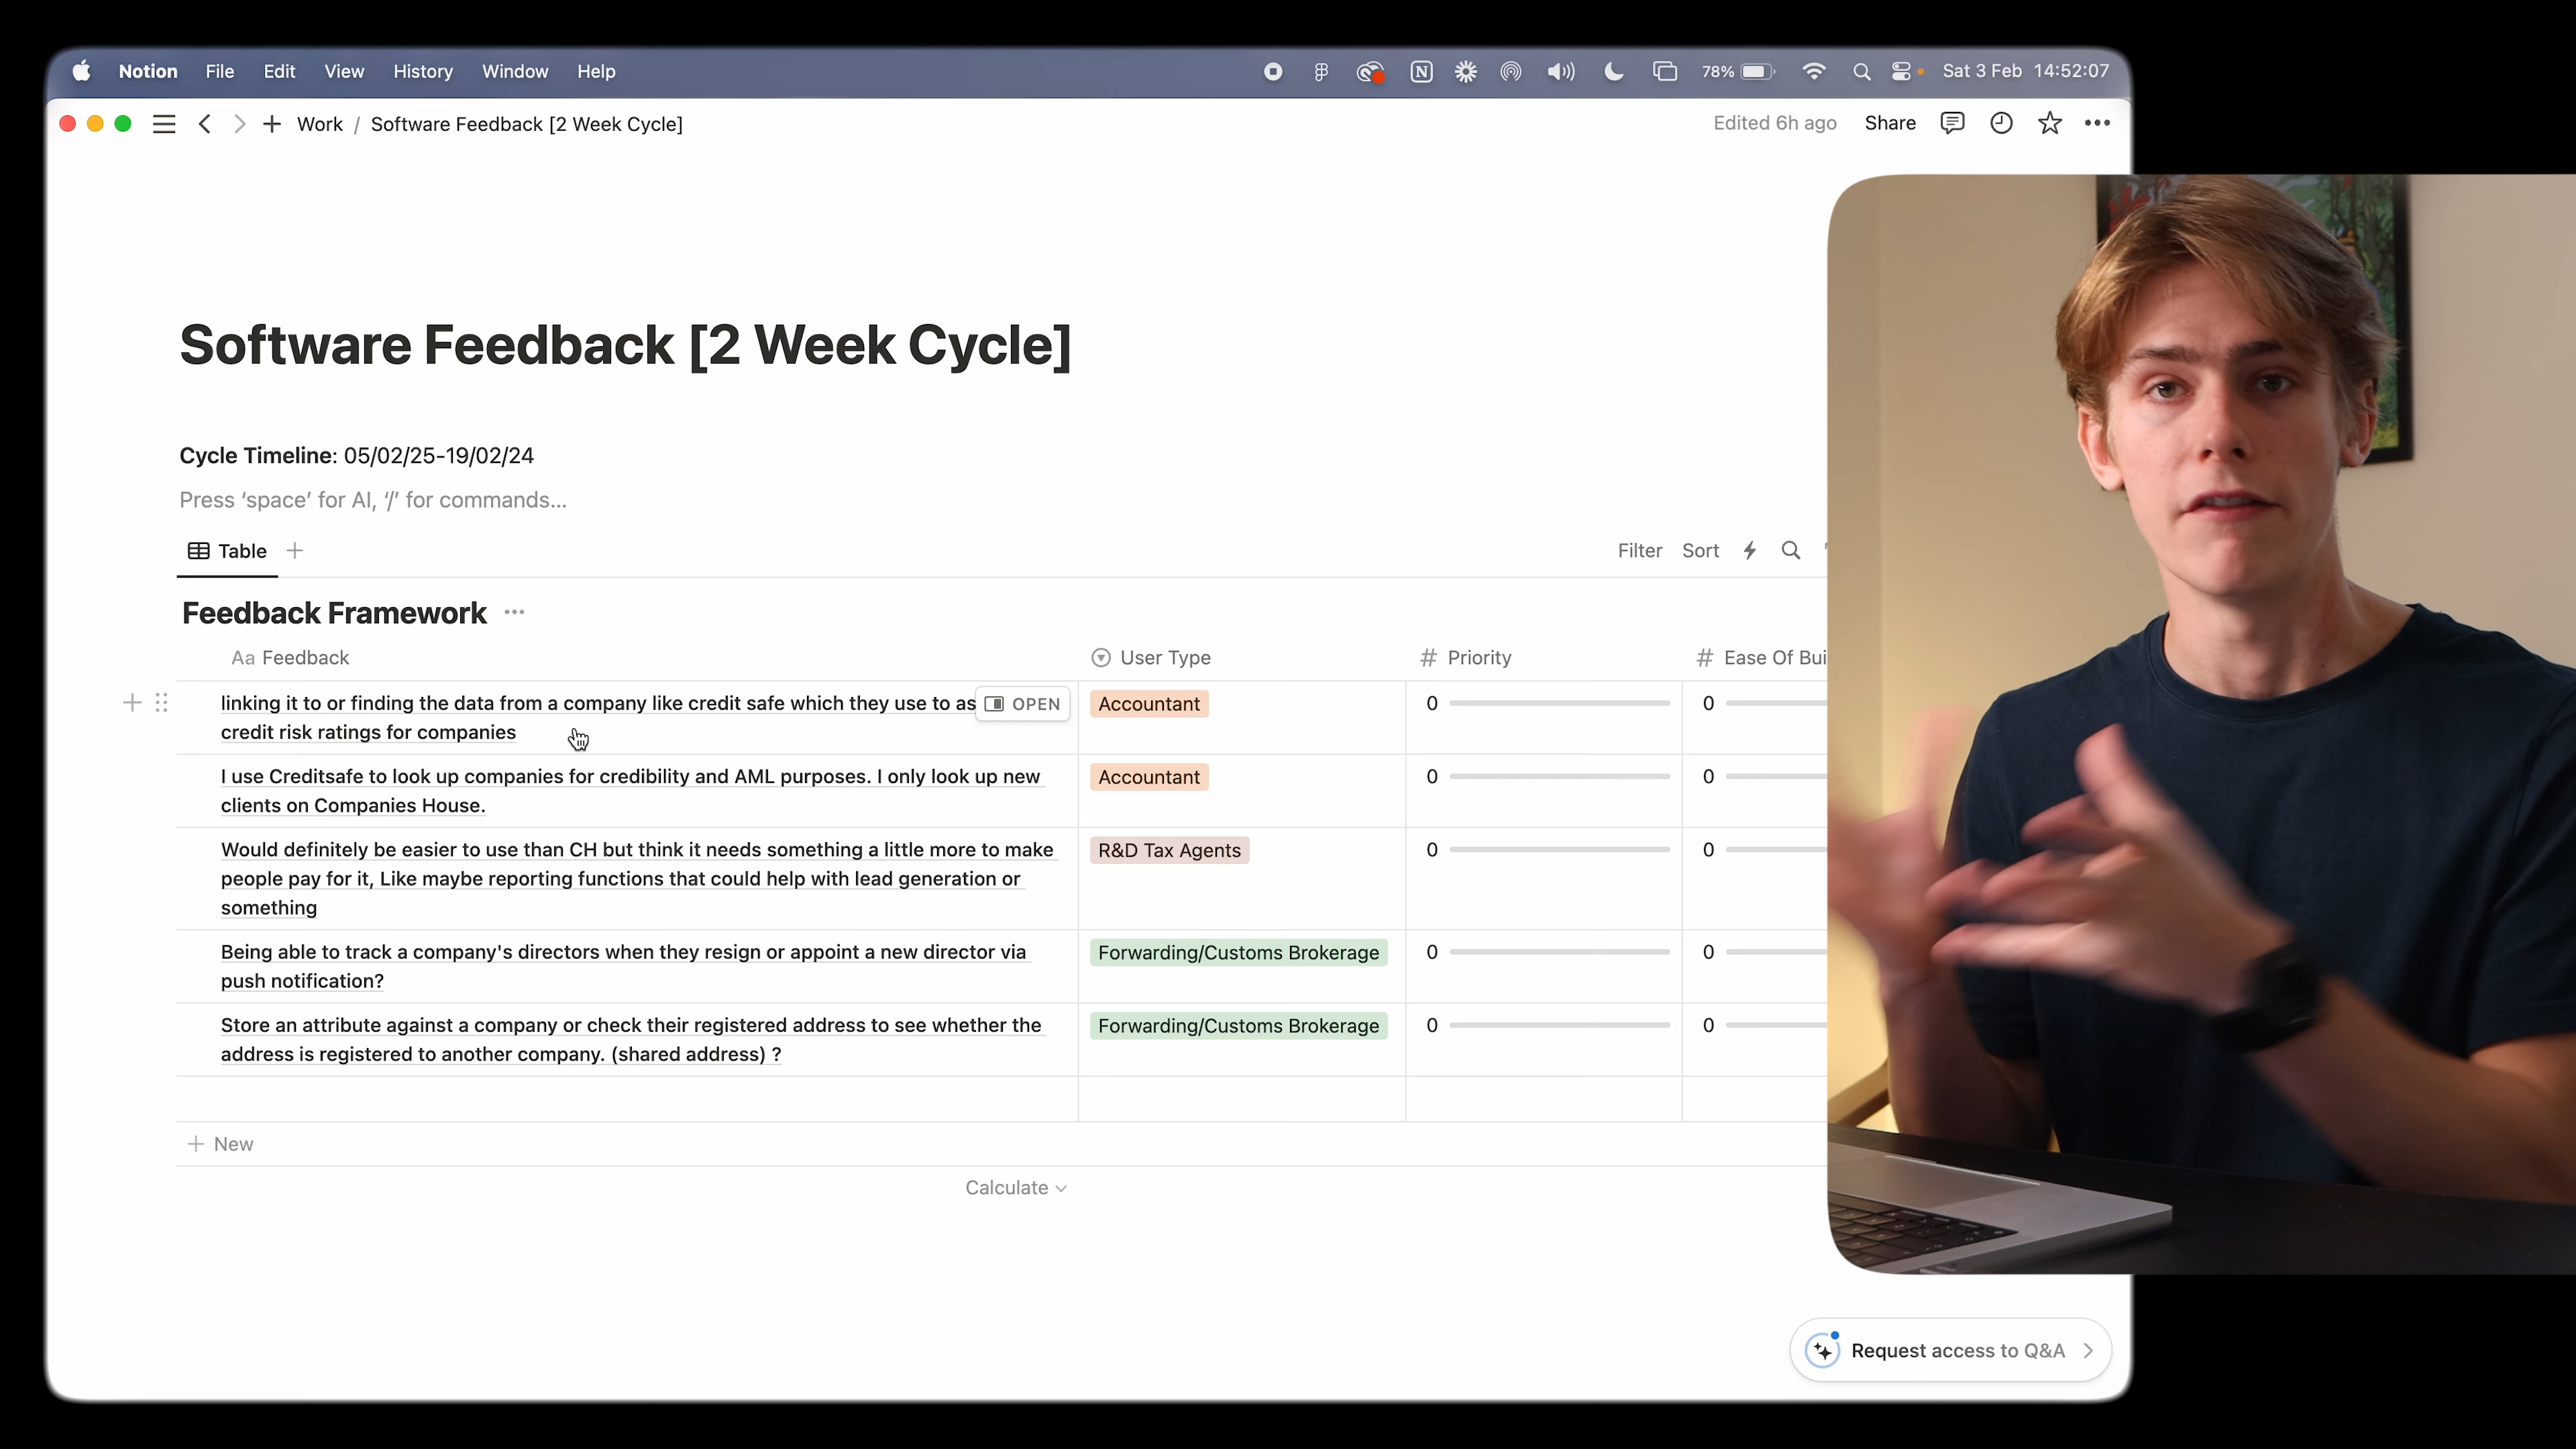 Notion File Edit View History Window Help 78% Sat 3 Feb 14:52:07
Work / Software Feedback [2 Week Cycle] Edited 6h ago Share
Software Feedback [2 Week Cycle]
Cycle Timeline: 05/02/25-19/02/24
Press ‘space’ for AI, ‘/’ for commands...
Table Filter Sort
Feedback Framework
Aa Feedback User Type # Priority # Ease Of Bui
linking it to or finding the data from a company like credit safe which they use to as OPEN Accountant 0 0
credit risk ratings for companies
I use Creditsafe to look up companies for credibility and AML purposes. I only look up new Accountant 0 0
clients on Companies House.
Would definitely be easier to use than CH but think it needs something a little more to make R&D Tax Agents 0 0
people pay for it, Like maybe reporting functions that could help with lead generation or
something
Being able to track a company's directors when they resign or appoint a new director via Forwarding/Customs Brokerage 0 0
push notification?
Store an attribute against a company or check their registered address to see whether the Forwarding/Customs Brokerage 0 0
address is registered to another company. (shared address) ?
+ New
Calculate
Request access to Q&A